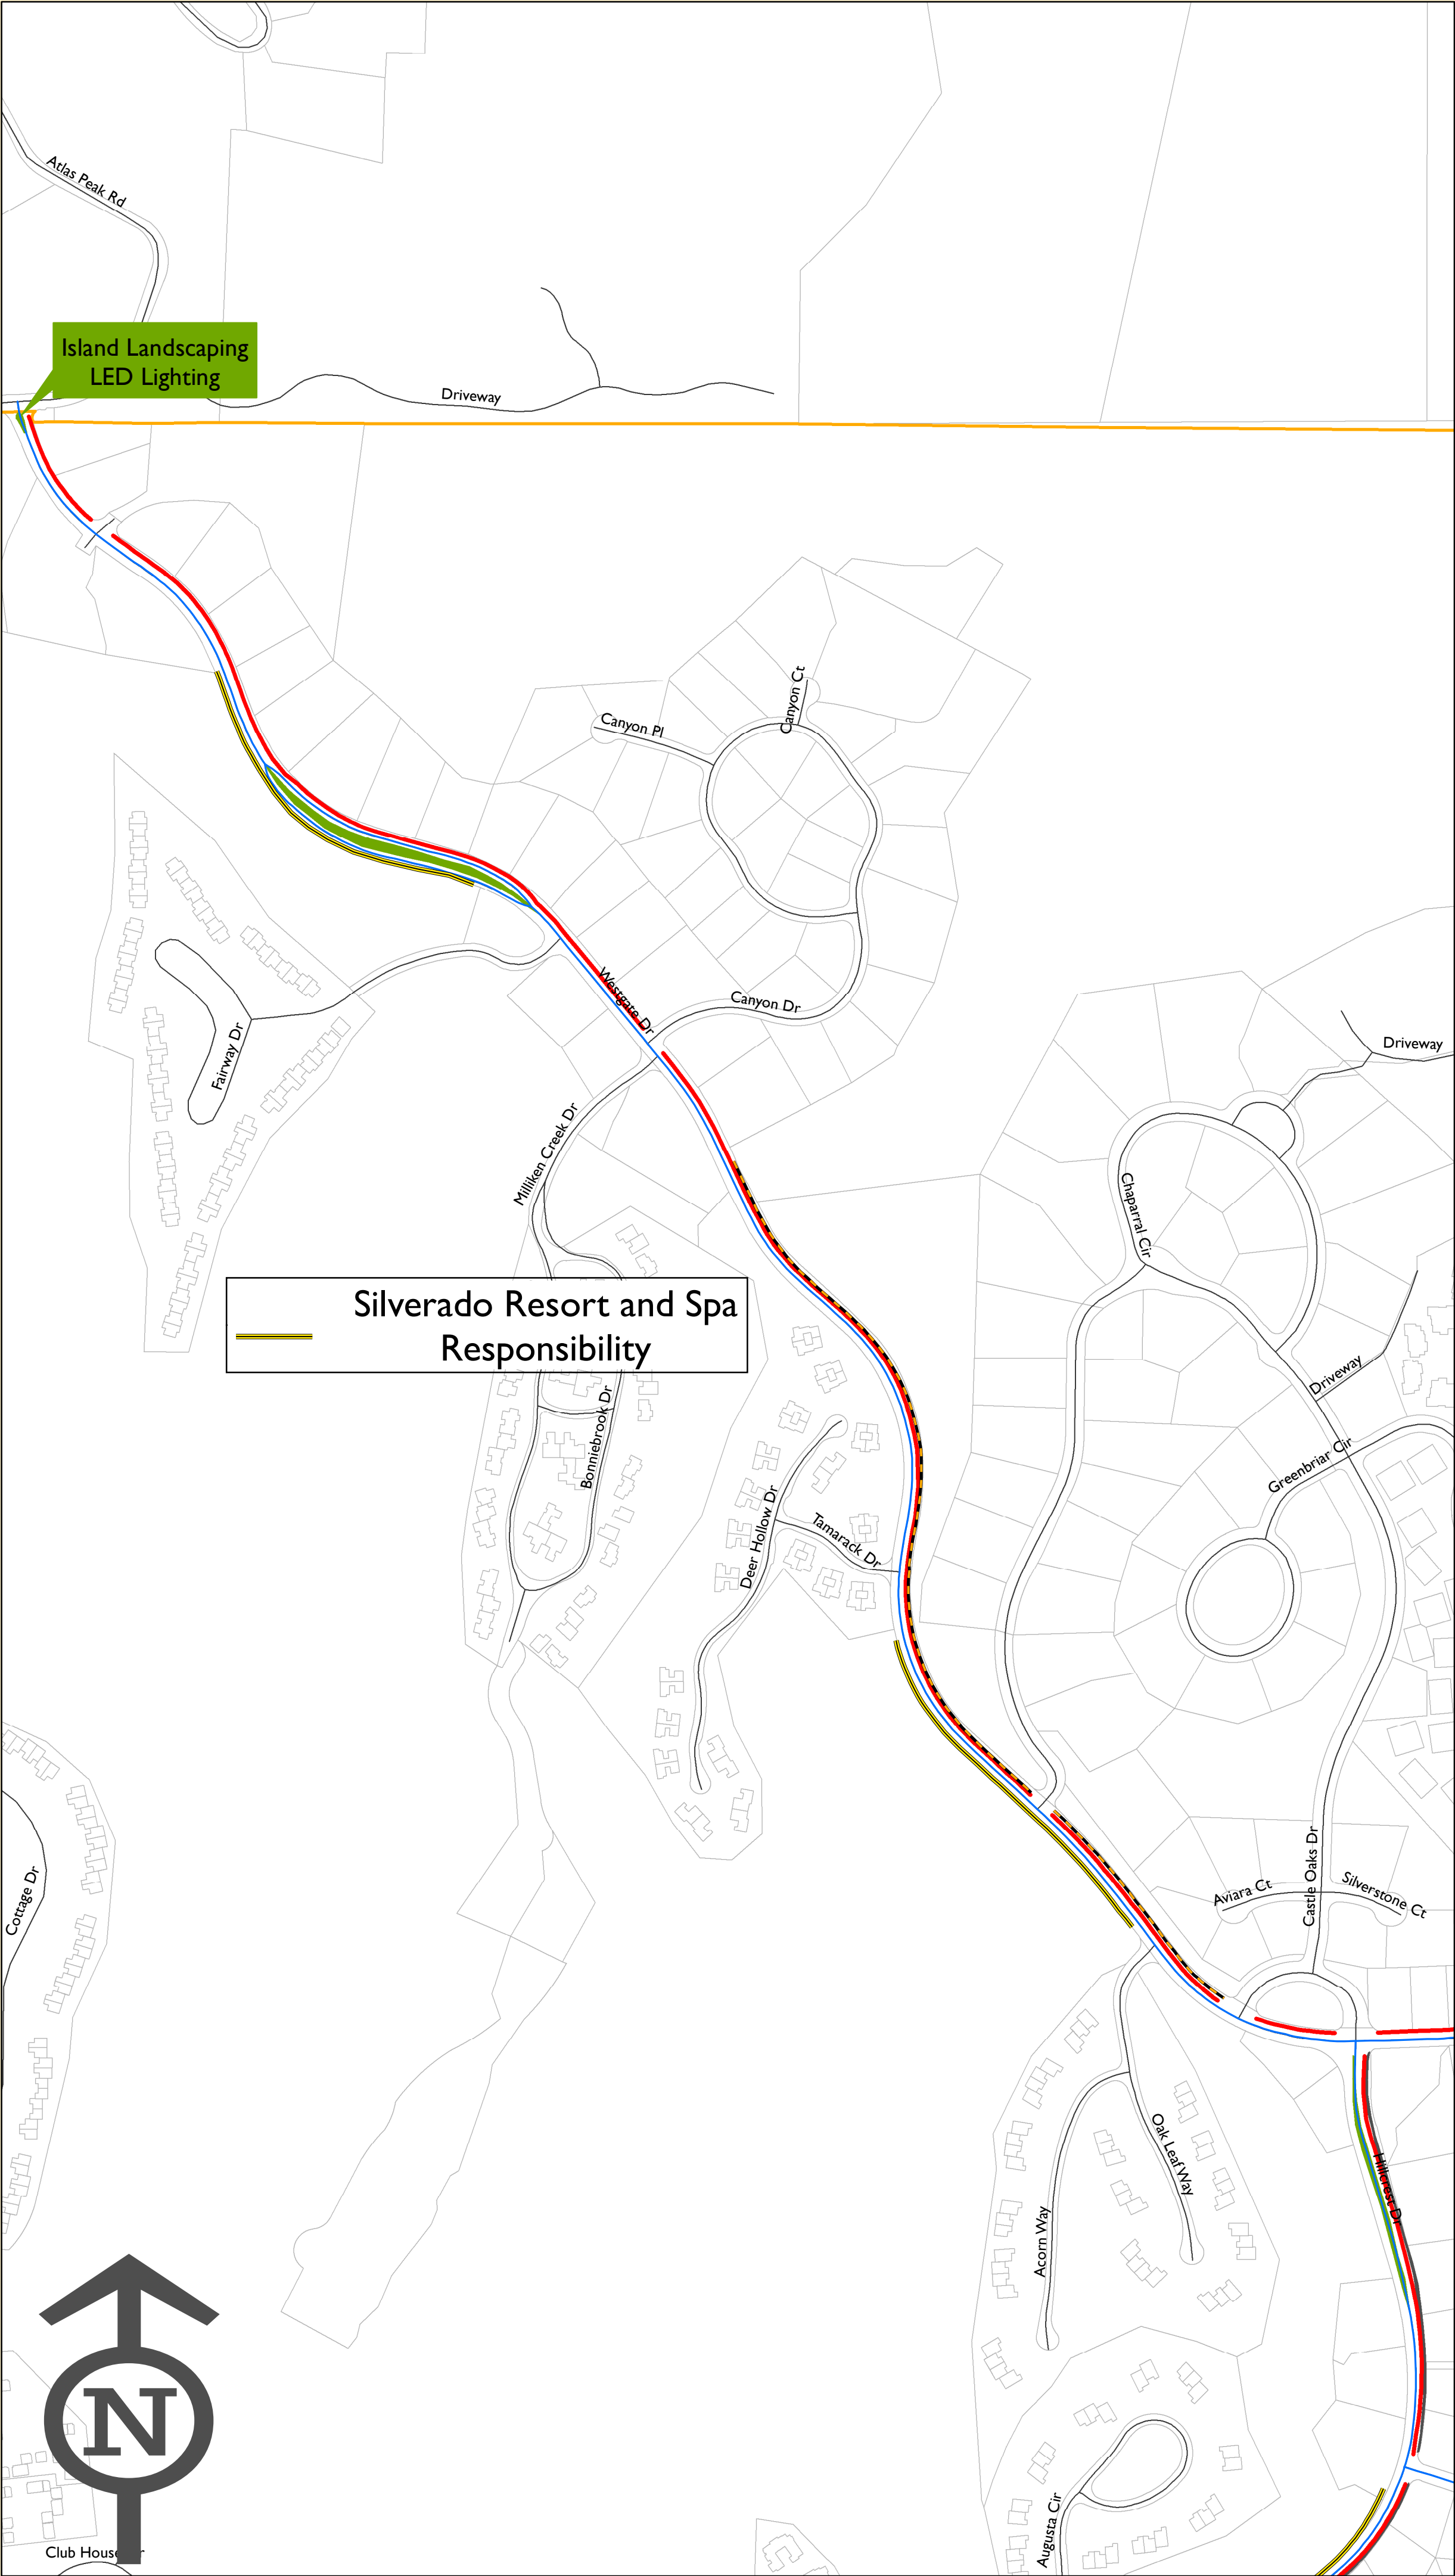 Atlas Peak Rd
Island Landscaping
LED Lighting
Driveway
Canyon Ct
Canyon Pl
Westgate Dr
Canyon Dr
Fairway Dr
Driveway
Milliken Creek Dr
Chaparral Cir
Silverado Resort and Spa
Responsibility
Driveway
Bonniebrook Dr
Greenbriar Cir
Deer Hollow Dr
Tamarack Dr
Cottage Dr
Castle Oaks Dr
Aviara Ct
Silverstone Ct
Oak Leaf Way
Hillcrest Dr
Acorn Way
N
Augusta Cir
Club House